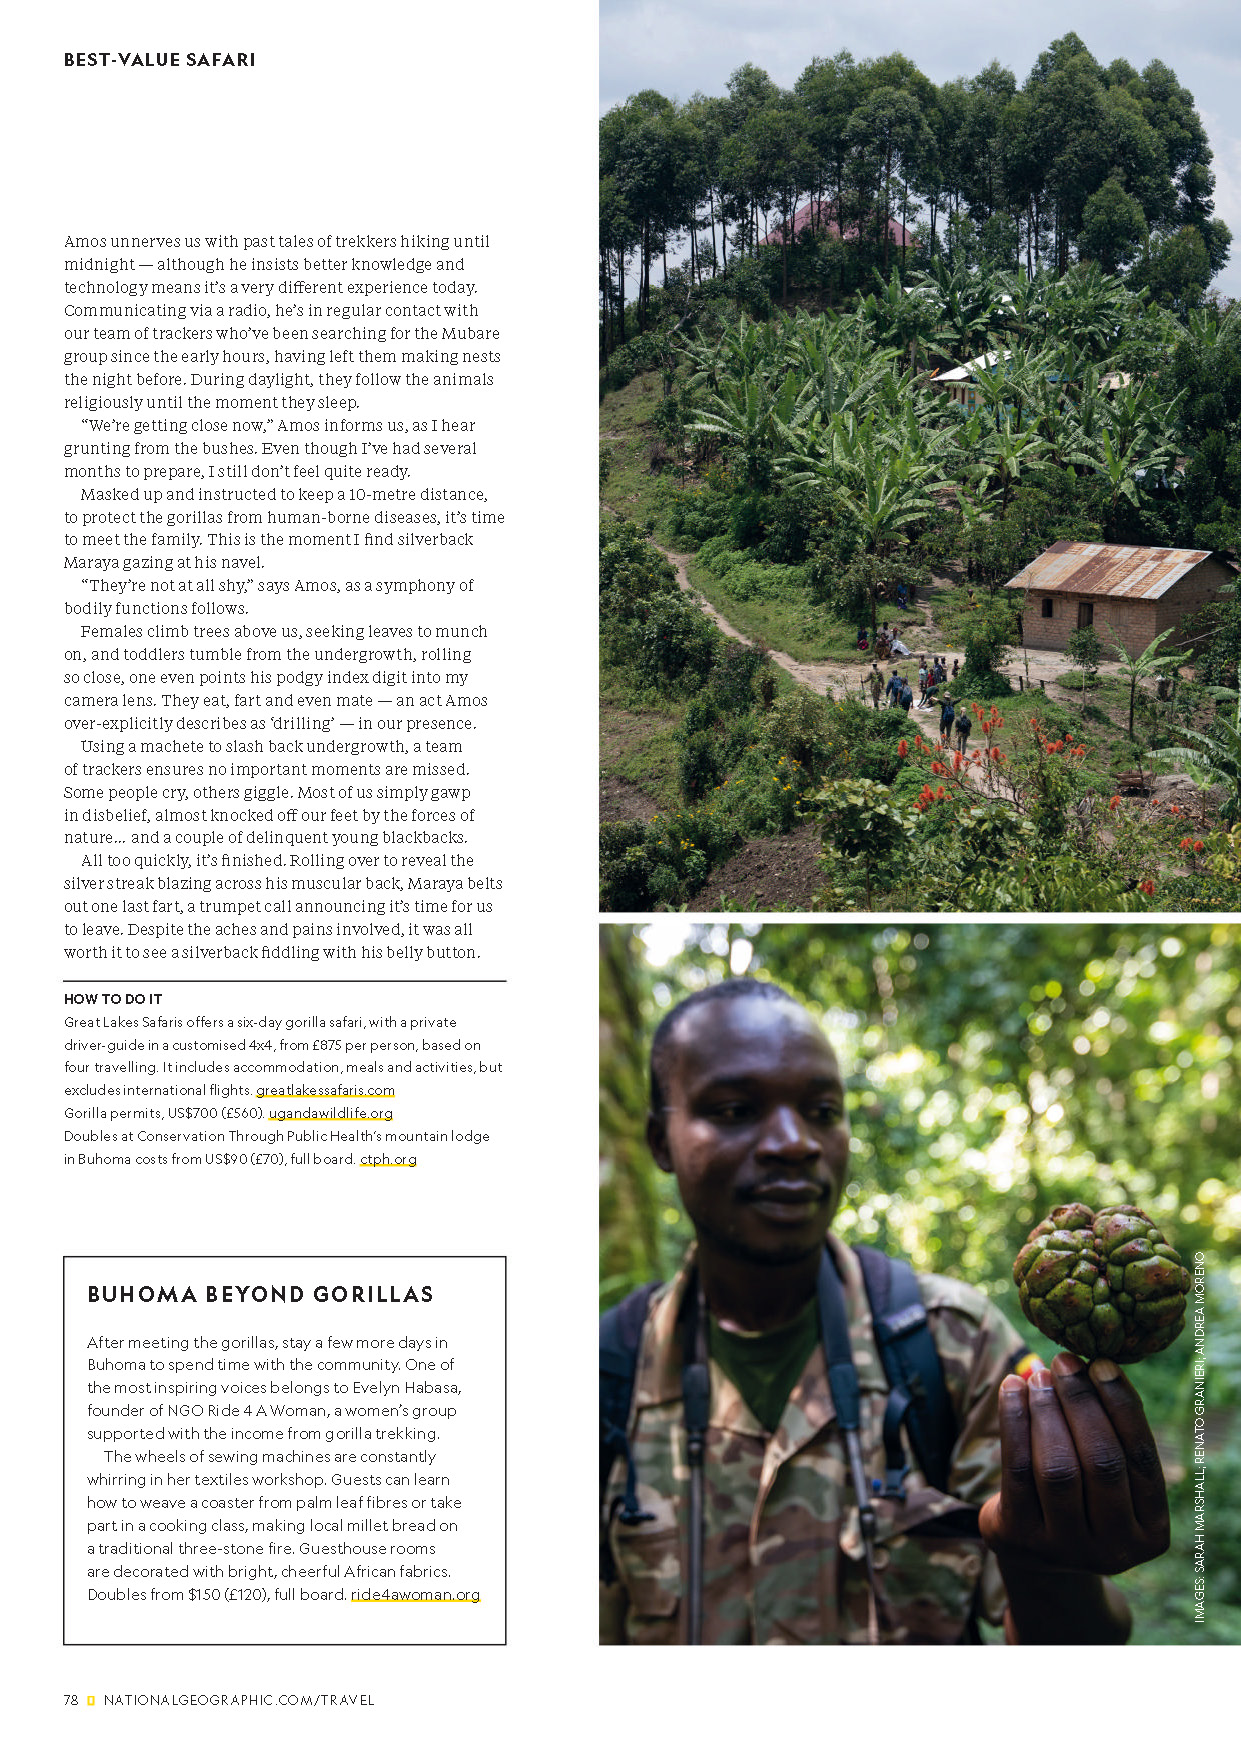 BEST-VALUE SAFARI
Amos unnerves us with past tales of trekkers hiking until
midnight — although he insists better knowledge and
technology means it’s a very different experience today.
Communicating via a radio, he’s in regular contact with
our team of trackers who’ve been searching for the Mubare
group since the early hours, having left them making nests
the night before. During daylight, they follow the animals
religiously until the moment they sleep.
“We’re getting close now,” Amos informs us, as I hear
grunting from the bushes. Even though I’ve had several
months to prepare, I still don’t feel quite ready.
Masked up and instructed to keep a 10-metre distance,
to protect the gorillas from human-borne diseases, it’s time
to meet the family. This is the moment I find silverback
Maraya gazing at his navel.
“They’re not at all shy,” says Amos, as a symphony of
bodily functions follows.
Females climb trees above us, seeking leaves to munch
on, and toddlers tumble from the undergrowth, rolling
so close, one even points his podgy index digit into my
camera lens. They eat, fart and even mate — an act Amos
over-explicitly describes as ‘drilling’ — in our presence.
Using a machete to slash back undergrowth, a team
of trackers ensures no important moments are missed.
Some people cry, others giggle. Most of us simply gawp
in disbelief, almost knocked off our feet by the forces of
nature... and a couple of delinquent young blackbacks.
All too quickly, it’s finished. Rolling over to reveal the
silver streak blazing across his muscular back, Maraya belts
out one last fart, a trumpet call announcing it’s time for us
to leave. Despite the aches and pains involved, it was all
worth it to see a silverback fiddling with his belly button.
HOW TO DO IT
Great Lakes Safaris offers a six-day gorilla safari, with a private
driver-guide in a customised 4x4, from £875 per person, based on
four travelling. It includes accommodation, meals and activities, but
excludes international flights. greatlakessafaris.com
Gorilla permits, US$700 (£560). ugandawildlife.org
Doubles at Conservation Through Public Health’s mountain lodge
in Buhoma costs from US$90 (£70), full board. ctph.org
BUHOMA BEYOND GORILLAS
After meeting the gorillas, stay a few more days in
Buhoma to spend time with the community. One of
the most inspiring voices belongs to Evelyn Habasa,
founder of NGO Ride 4 A Woman, a women’s group
supported with the income from gorilla trekking.
The wheels of sewing machines are constantly
whirring in her textiles workshop. Guests can learn
how to weave a coaster from palm leaf fibres or take
part in a cooking class, making local millet bread on
a traditional three-stone fire. Guesthouse rooms
are decorated with bright, cheerful African fabrics.
Doubles from $150 (£120), full board. ride4awoman.org
IMAGES: SARAH MARSHALL; RENATO GRANIERI; ANDREA MORENO
78 NATIONALGEOGRAPHIC.COM/TRAVEL